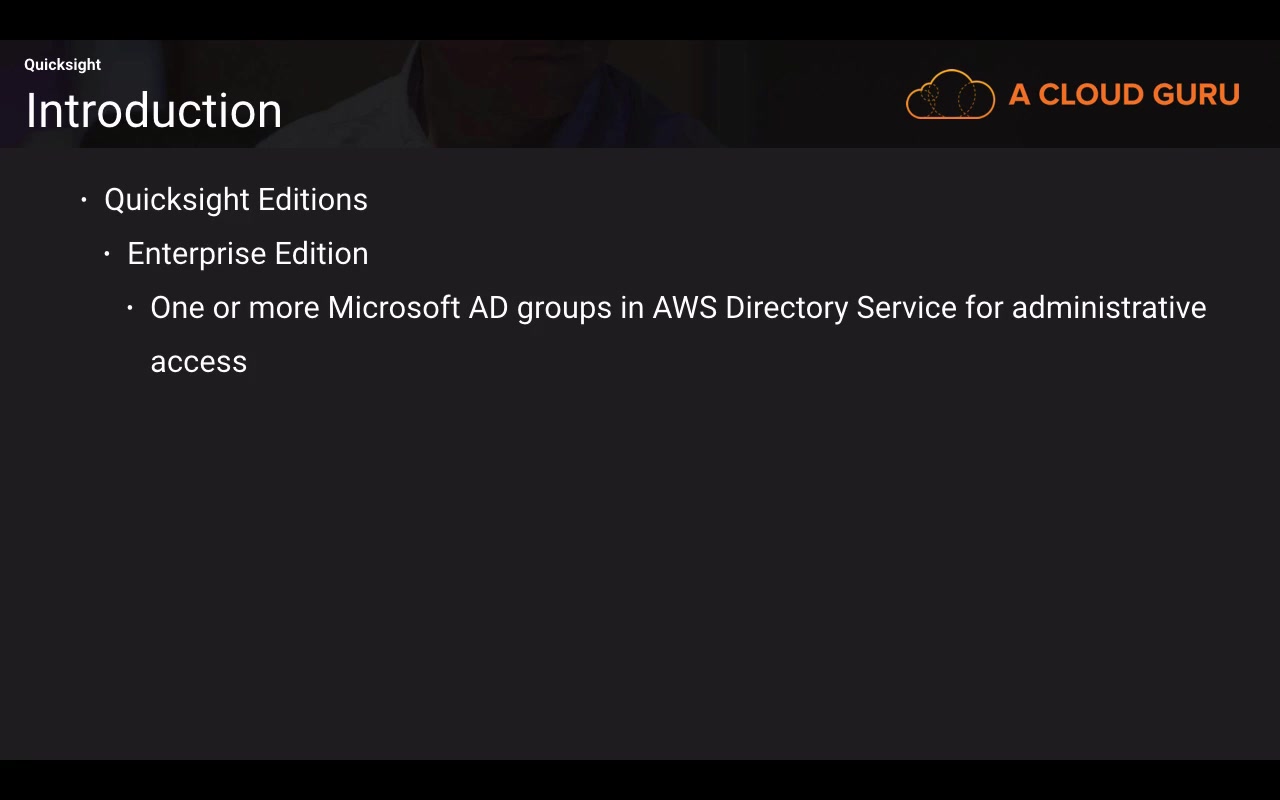 Quicksight
Introduction
A CLOUD GURU
· Quicksight Editions
· Enterprise Edition
· One or more Microsoft AD groups in AWS Directory Service for administrative
access